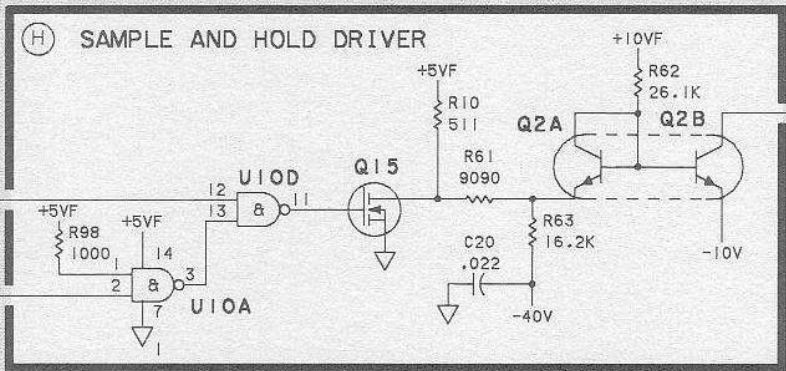 H SAMPLE AND HOLD DRIVER
+10VF
+5VF
R62
26.1K
R10
511
Q2A
Q2B
Q15
R61
9090
U10D
12
11
13
+5VF
+5VF
R98
1000
14
R63
16.2K
C20
.022
-10V
1
3
2
&
&
U10A
7
-40V
1